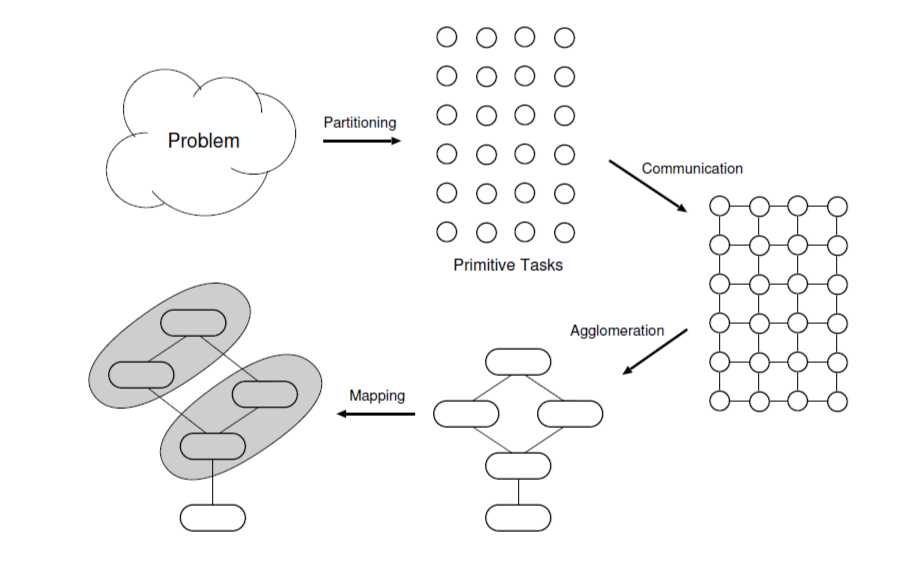 Problem
Partitioning
Primitive Tasks
Communication
Agglomeration
Mapping